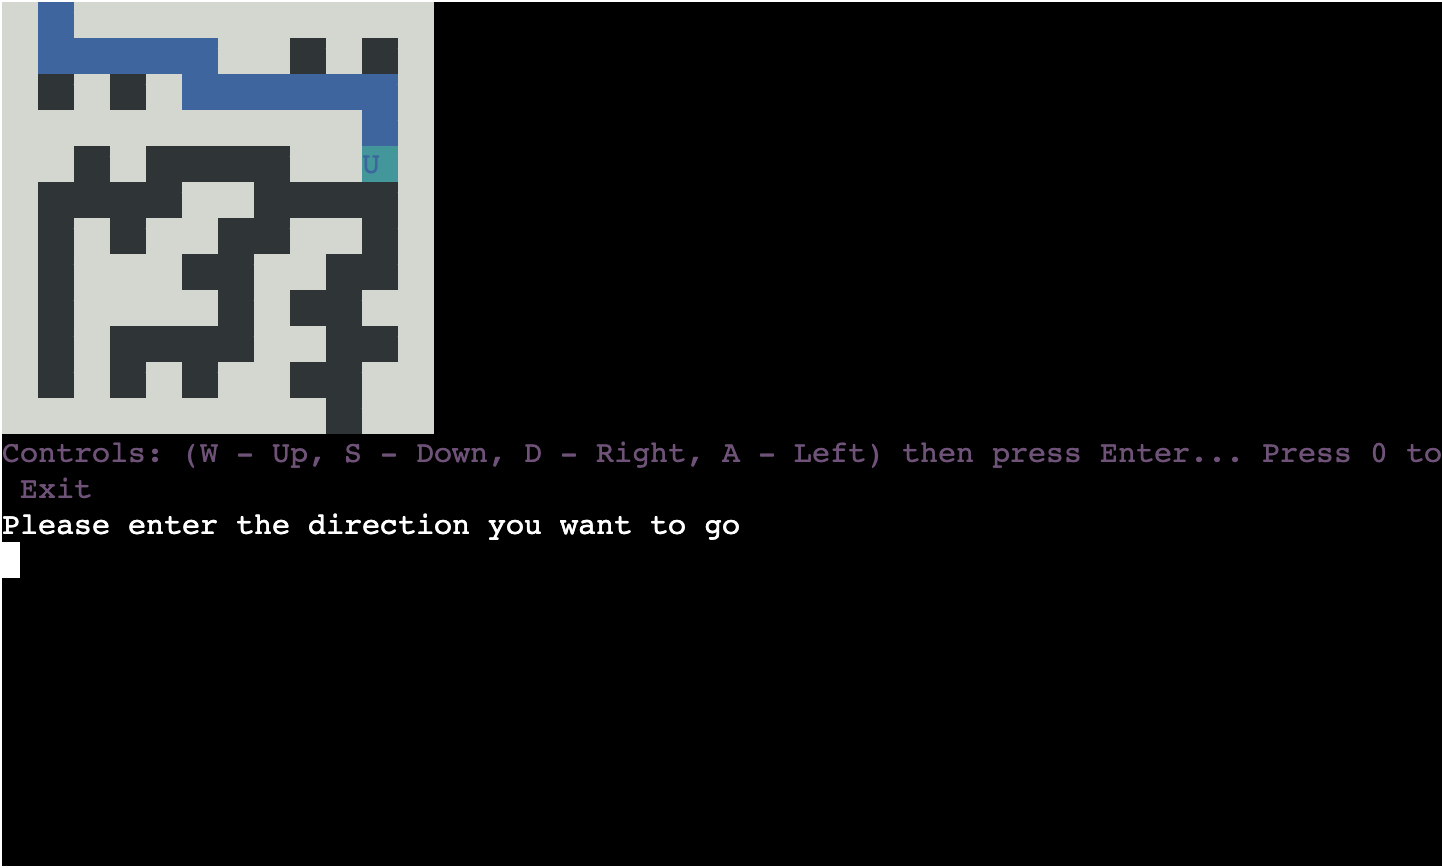 U
Controls: (W - Up, S - Down, D - Right, A - Left) then press Enter... Press 0 to
Exit
Please enter the direction you want to go